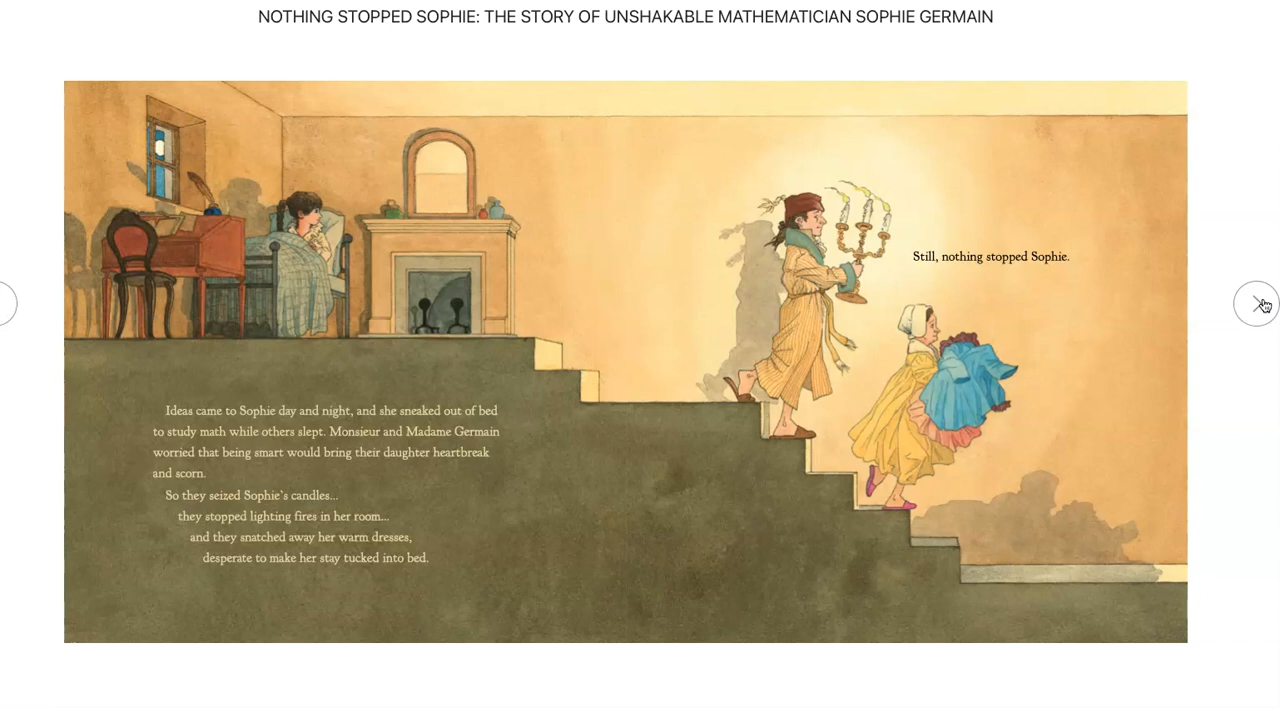 NOTHING STOPPED SOPHIE: THE STORY OF UNSHAKABLE MATHEMATICIAN SOPHIE GERMAIN
Ideas came to Sophie day and night, and she sneaked out of bed
to study math while others slept. Monsieur and Madame Germain
worried that being smart would bring their daughter heartbreak
and scorn.
So they seized Sophie's candles...
they stopped lighting fires in her room...
and they snatched away her warm dresses,
desperate to make her stay tucked into bed.
Still, nothing stopped Sophie.